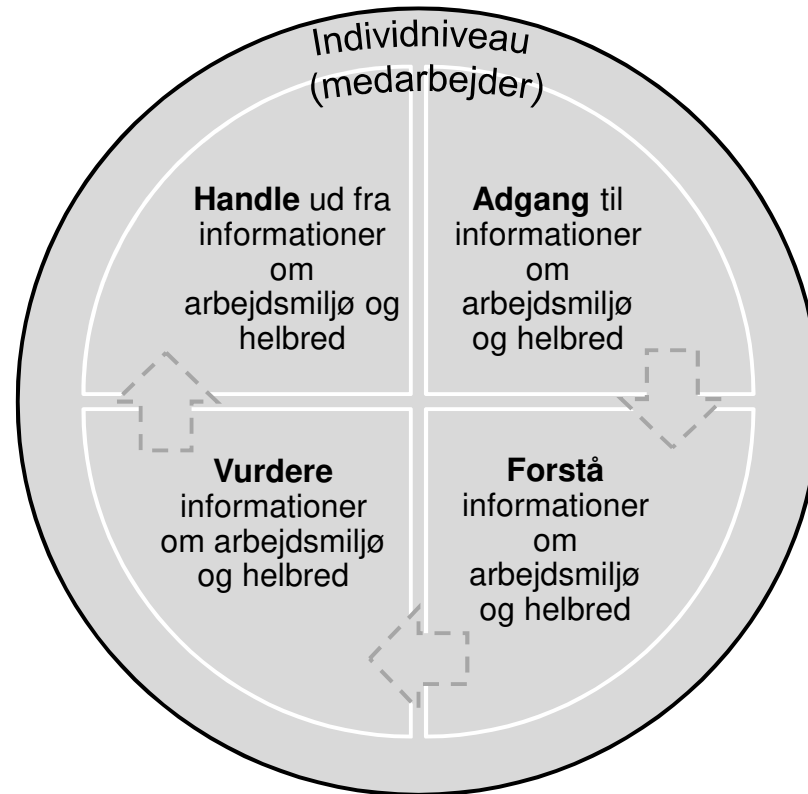 Individniveau
(medarbejder)
Handle ud fra
informationer
om
arbejdsmiljø og
helbred
Adgang til
informationer
om
arbejdsmiljø
og helbred
Forstå
informationer
om
arbejdsmiljø
og helbred
Vurdere
informationer
om arbejdsmiljø
og helbred